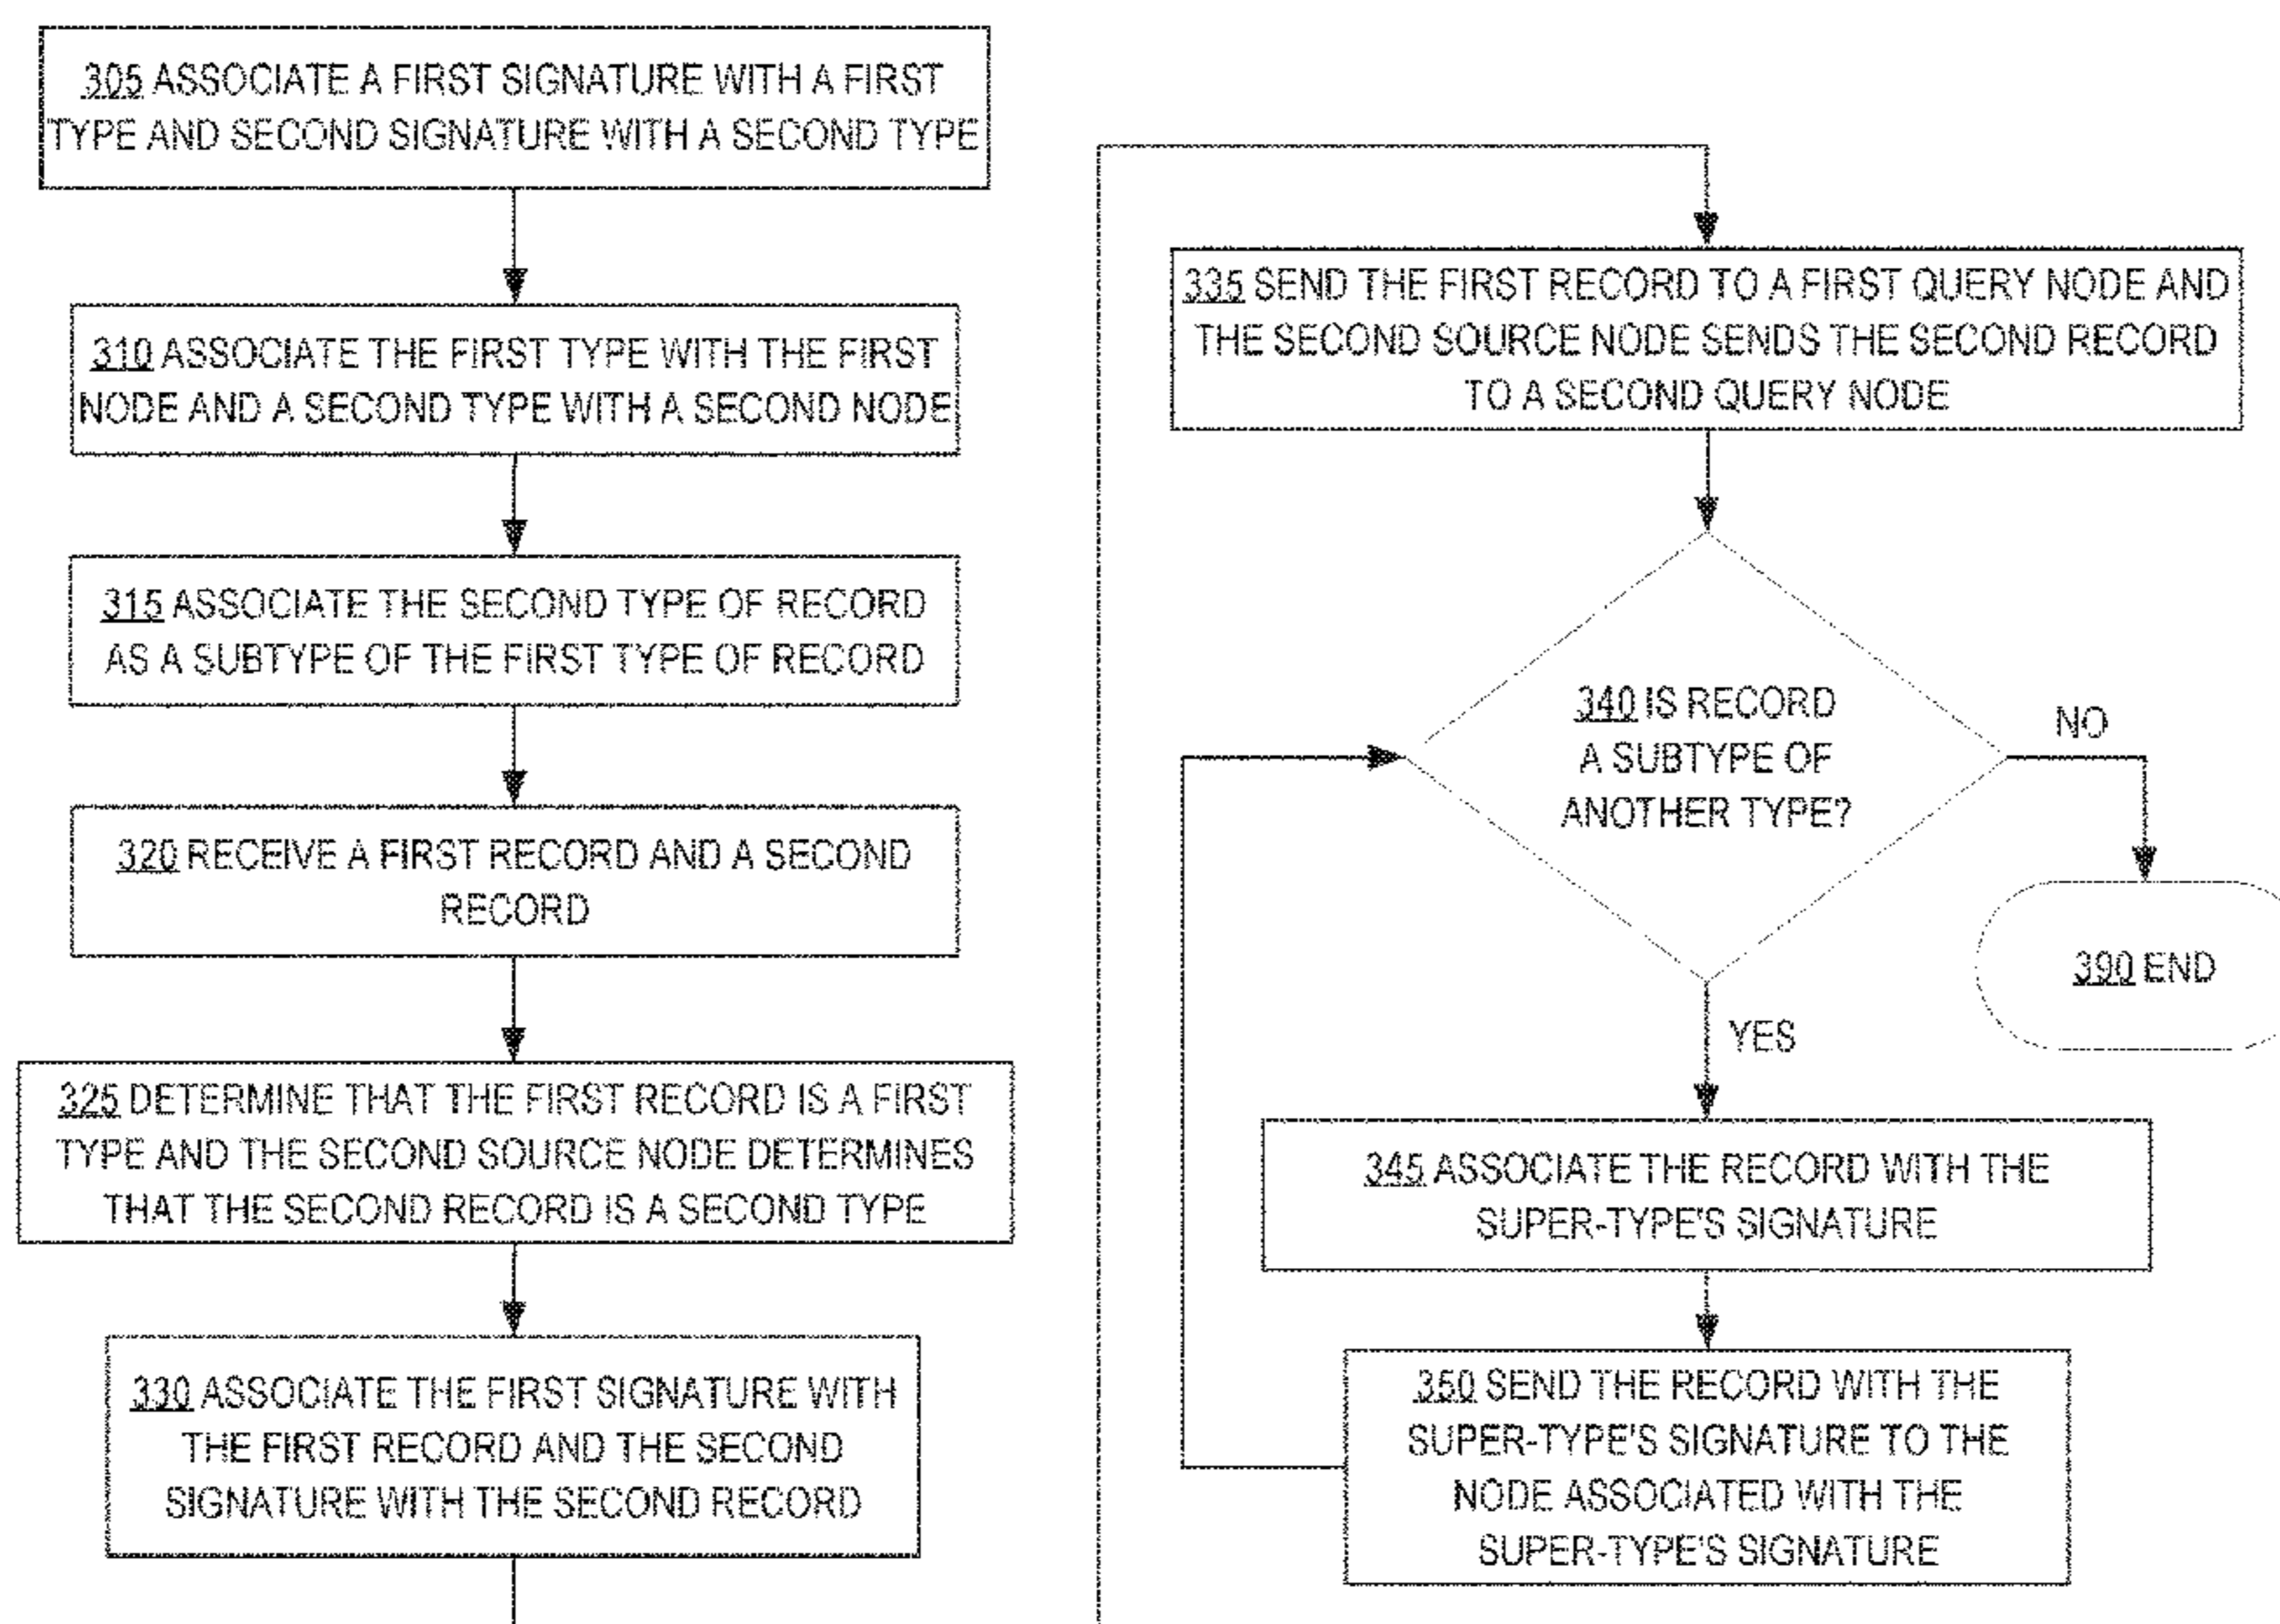 305 ASSOCIATE A FIRST SIGNATURE WITH A FIRST
TYPE AND SECOND SIGNATURE WITH A SECOND TYPE
310 ASSOCIATE THE FIRST TYPE WITH THE FIRST
NODE AND A SECOND TYPE WITH A SECOND NODE
315 ASSOCIATE THE SECOND TYPE OF RECORD
AS A SUBTYPE OF THE FIRST TYPE OF RECORD
320 RECEIVE A FIRST RECORD AND A SECOND
RECORD
325 DETERMINE THAT THE FIRST RECORD IS A FIRST
TYPE AND THE SECOND SOURCE NODE DETERMINES
THAT THE SECOND RECORD IS A SECOND TYPE
330 ASSOCIATE THE FIRST SIGNATURE WITH
THE FIRST RECORD AND THE SECOND
SIGNATURE WITH THE SECOND RECORD
335 SEND THE FIRST RECORD TO A FIRST QUERY NODE AND
THE SECOND SOURCE NODE SENDS THE SECOND RECORD
TO A SECOND QUERY NODE
340 IS RECORD
A SUBTYPE OF
ANOTHER TYPE?
NO
390 END
YES
345 ASSOCIATE THE RECORD WITH THE
SUPER-TYPE'S SIGNATURE
350 SEND THE RECORD WITH THE
SUPER-TYPE'S SIGNATURE TO THE
NODE ASSOCIATED WITH THE
SUPER-TYPE'S SIGNATURE